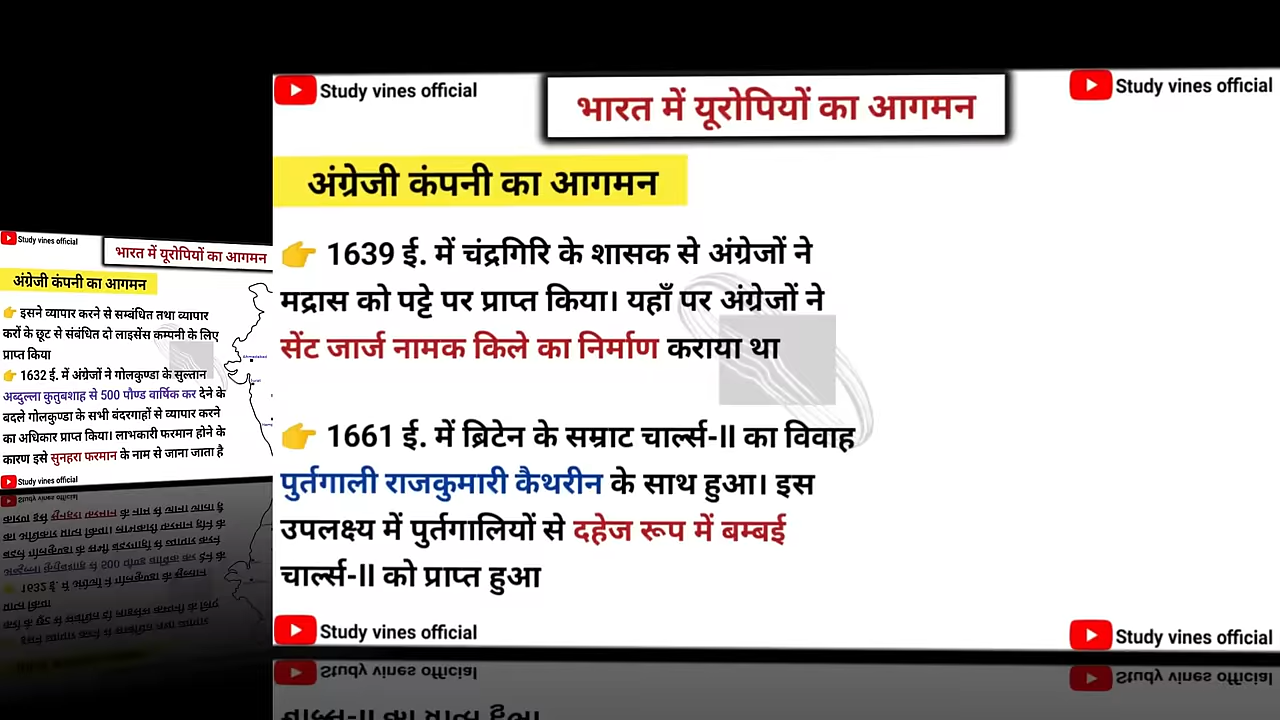 Study vines official
भारत में यूरोपियों का आगमन
अंग्रेजी कंपनी का आगमन
👉 इसने व्यापार करने से सम्बंधित तथा व्यापार
करों के छूट से संबंधित दो लाइसेंस कम्पनी के लिए
प्राप्त किया
👉 1632 ई. में अंग्रेजों ने गोलकुण्डा के सुल्तान
अब्दुल्ला कुतुबशाह से 500 पौण्ड वार्षिक कर देने के
बदले गोलकुण्डा के सभी बंदरगाहों से व्यापार करने
का अधिकार प्राप्त किया। लाभकारी फरमान होने के
कारण इसे सुनहरा फरमान के नाम से जाना जाता है
Study vines official
Study vines official
भारत में यूरोपियों का आगमन
Study vines official
अंग्रेजी कंपनी का आगमन
👉 1639 ई. में चंद्रगिरि के शासक से अंग्रेजों ने
मद्रास को पट्टे पर प्राप्त किया। यहाँ पर अंग्रेजों ने
सेंट जार्ज नामक किले का निर्माण कराया था
👉 1661 ई. में ब्रिटेन के सम्राट चार्ल्स-II का विवाह
पुर्तगाली राजकुमारी कैथरीन के साथ हुआ। इस
उपलक्ष्य में पुर्तगालियों से दहेज रूप में बम्बई
चार्ल्स-II को प्राप्त हुआ
Study vines official
Study vines official